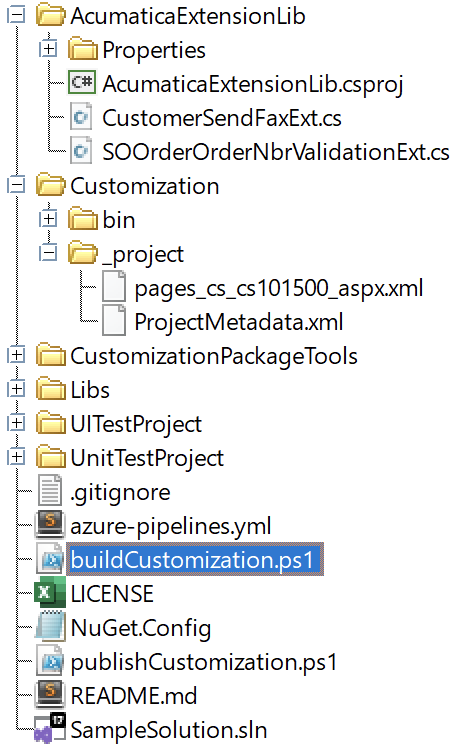 AcumaticaExtensionLib
Properties
C# AcumaticaExtensionLib.csproj
CustomerSendFaxExt.cs
SOOrderOrderNbrValidationExt.cs
Customization
bin
_project
pages_cs_cs101500_aspx.xml
ProjectMetadata.xml
CustomizationPackageTools
Libs
UITestProject
UnitTestProject
.gitignore
azure-pipelines.yml
buildCustomization.ps1
LICENSE
NuGet.Config
publishCustomization.ps1
README.md
17 SampleSolution.sln